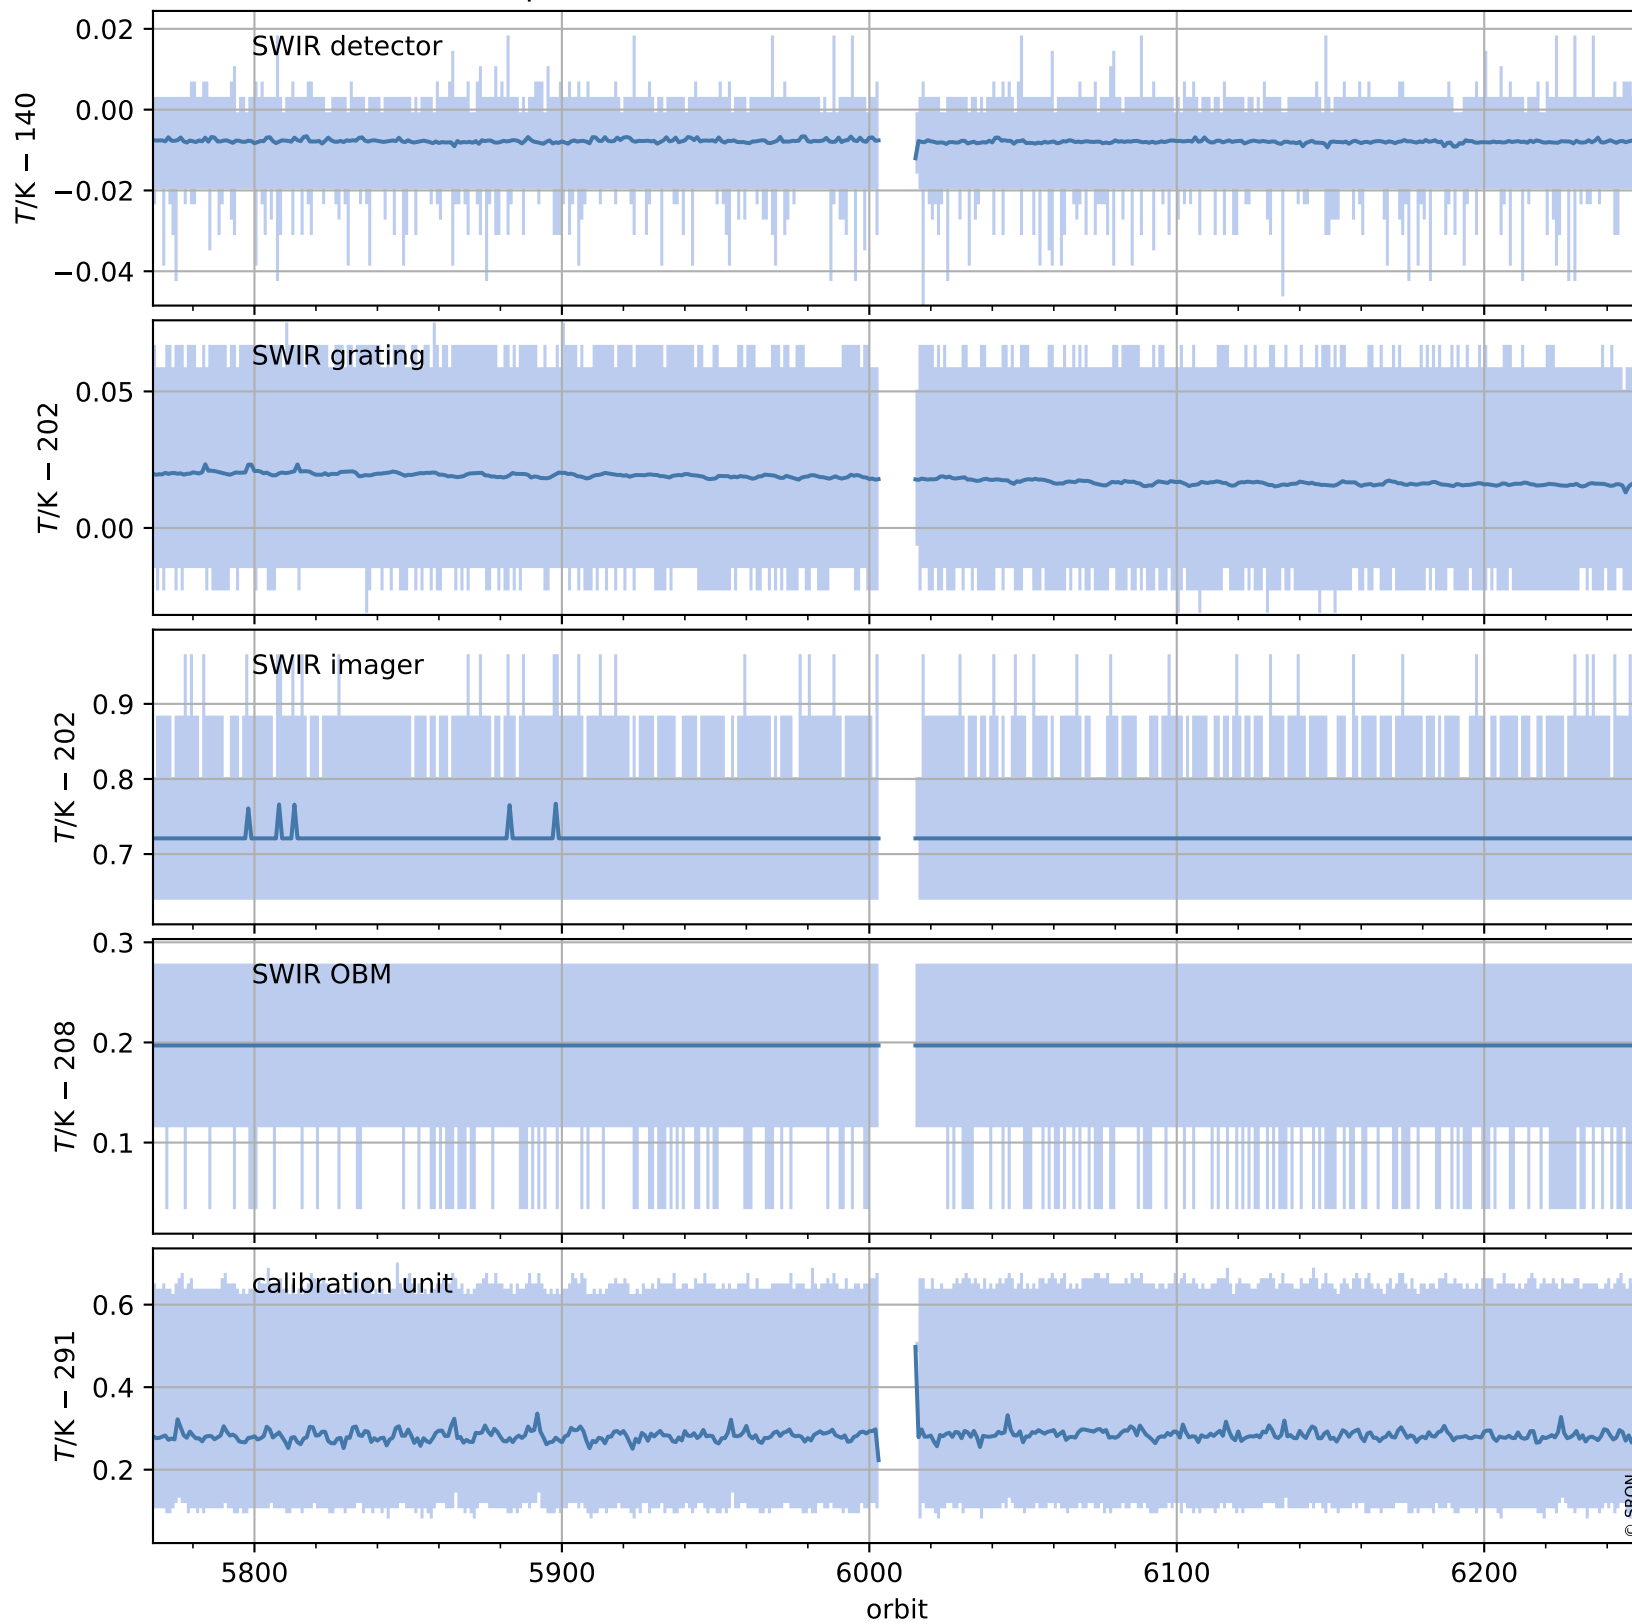 0.02
0.00
−0.02
−0.04
T/K − 140
SWIR detector
0.05
0.00
T/K − 202
SWIR grating
0.9
0.8
0.7
T/K − 202
SWIR imager
0.3
0.2
0.1
T/K − 208
SWIR OBM
0.6
0.4
0.2
T/K − 291
calibration unit
© SRON
5800 5900 6000 6100 6200
orbit